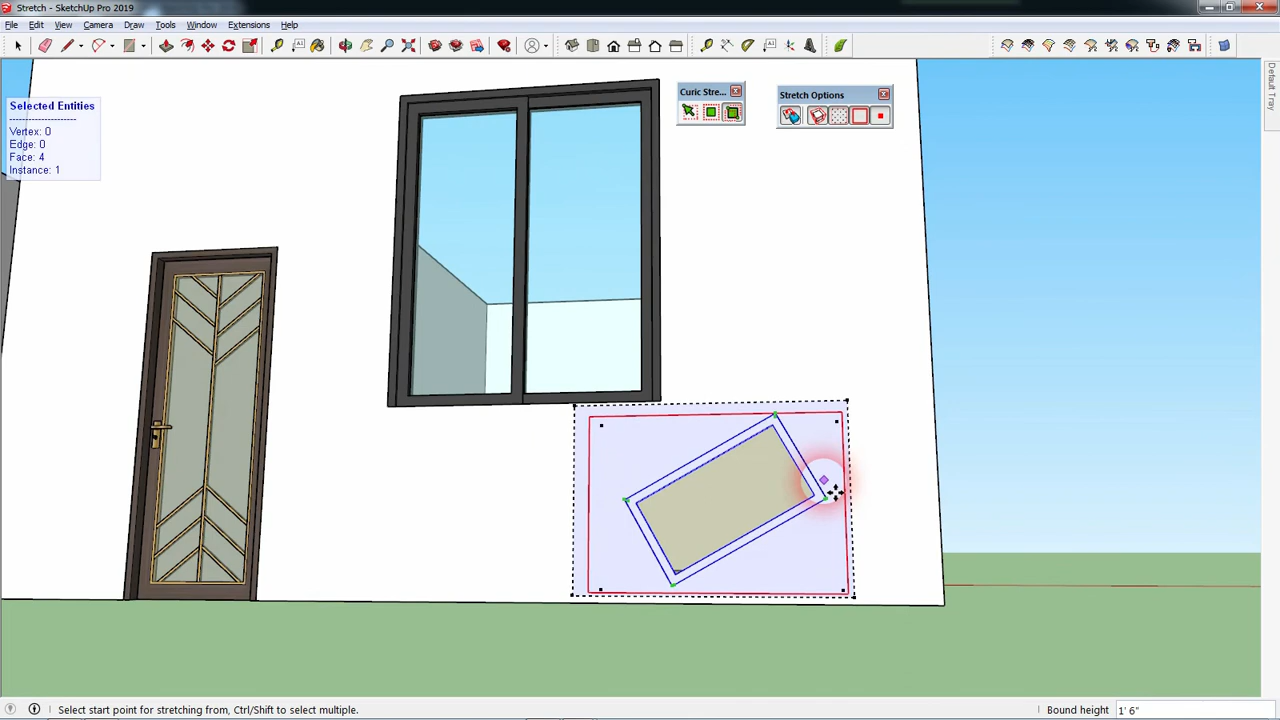 Stretch - SketchUp Pro 2019
File Edit View Camera Draw Tools Window Extensions Help
Selected Entities
--------------------
Vertex: 0
Edge: 0
Face: 4
Instance: 1
Curic Stre...
Stretch Options
Default Tray
Select start point for stretching from, Ctrl/Shift to select multiple.
Bound height 1' 6"